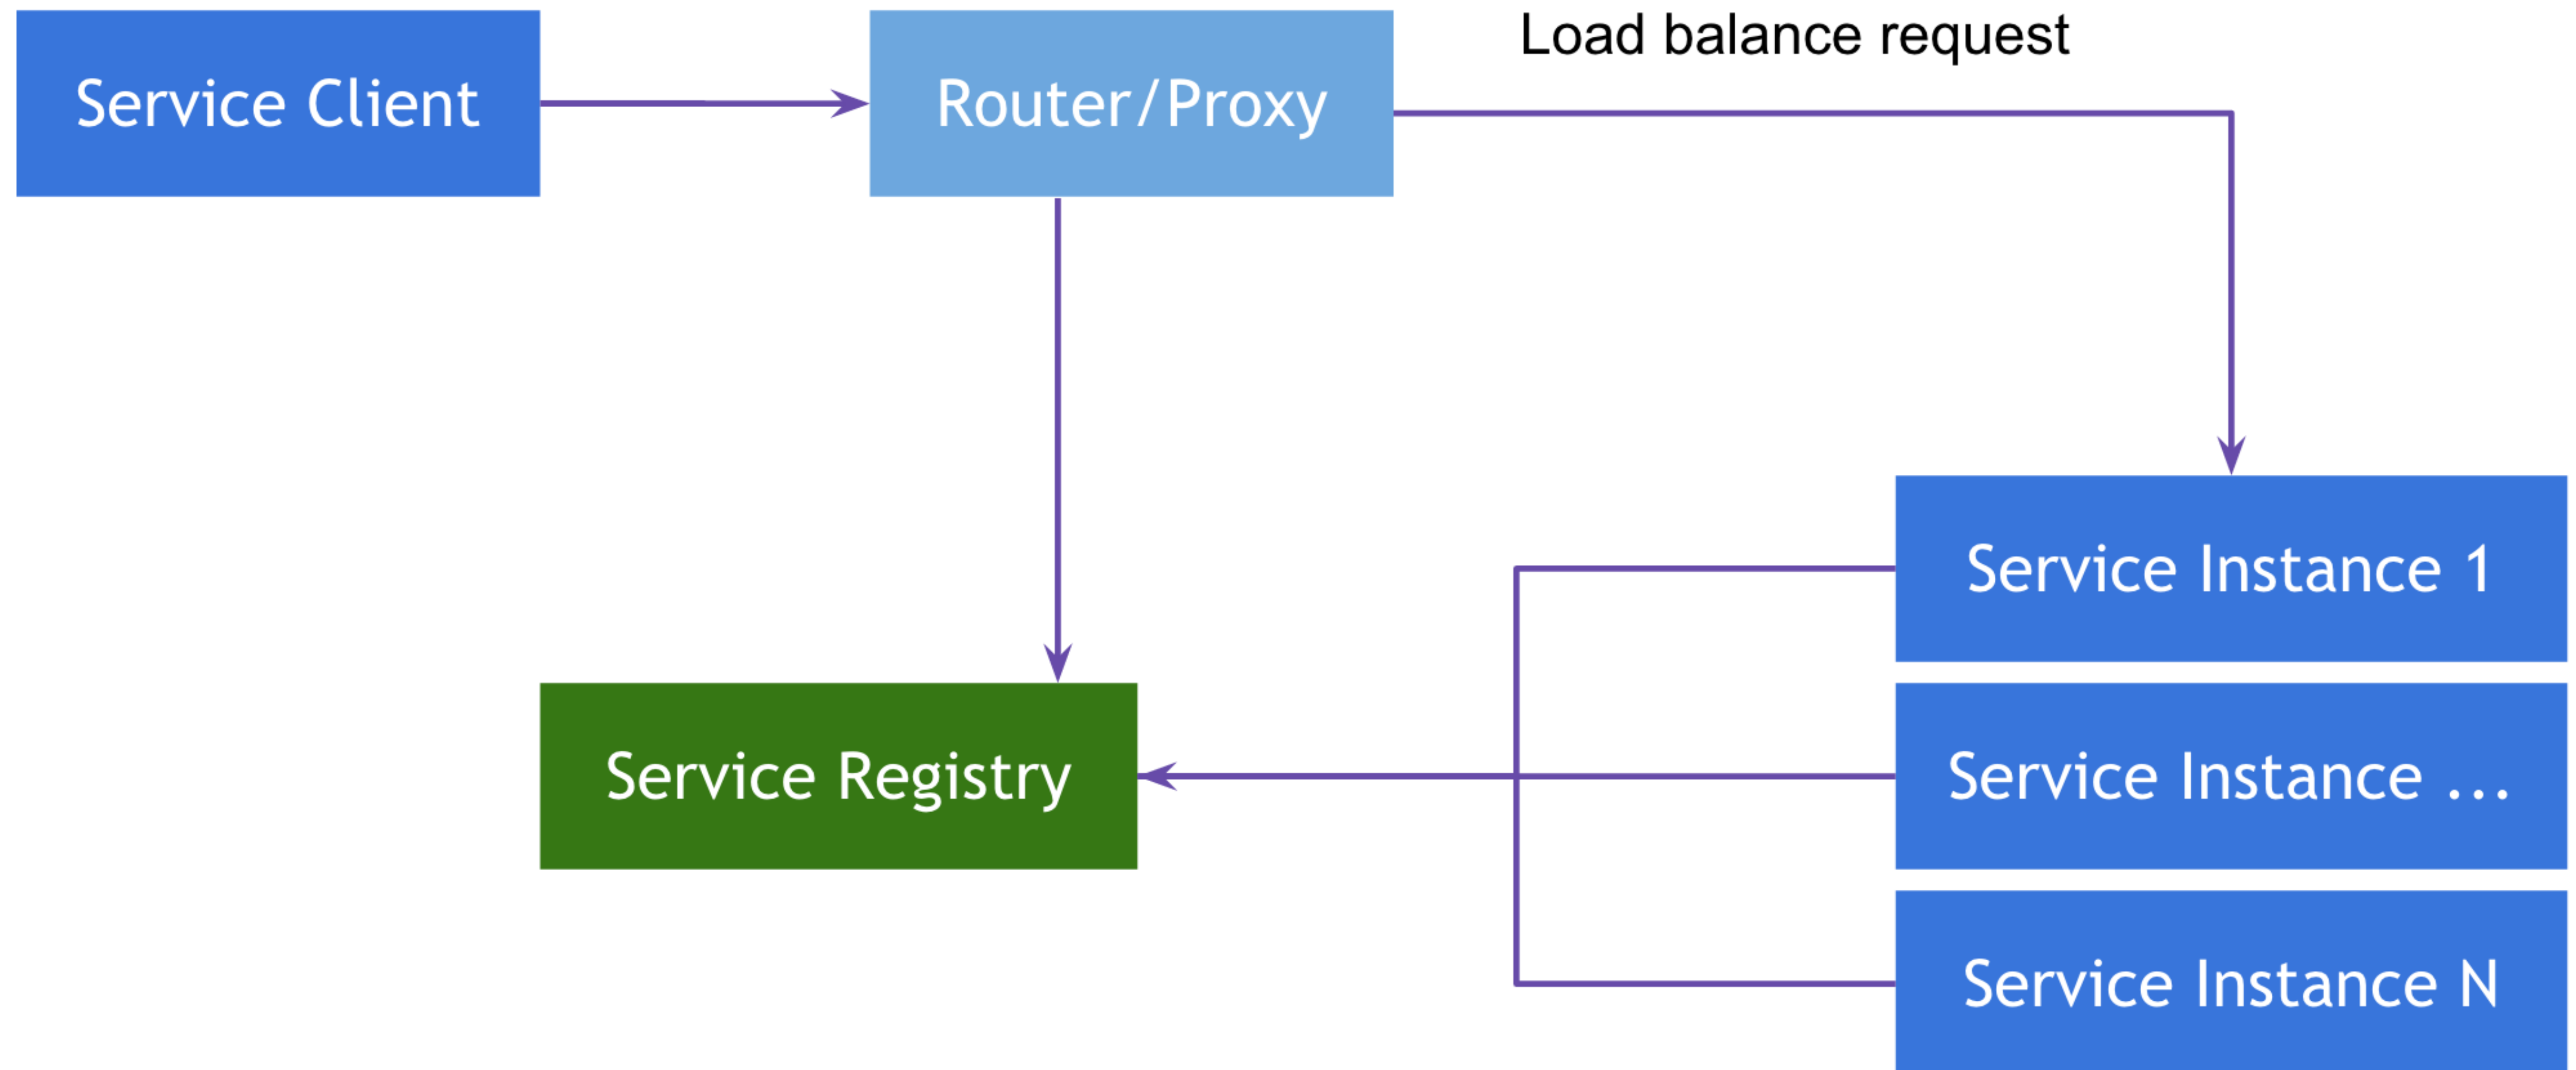 Service Client
Router/Proxy
Load balance request
Service Instance 1
Service Registry
Service Instance ...
Service Instance N